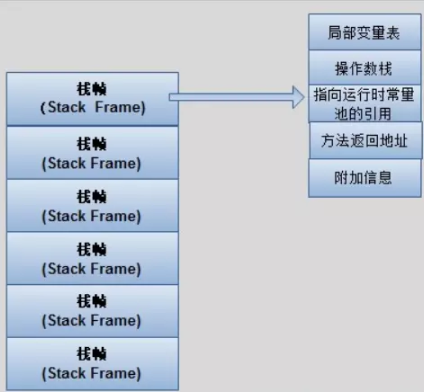 栈帧
(Stack Frame)
栈帧
(Stack Frame)
栈帧
(Stack Frame)
栈帧
(Stack Frame)
栈帧
(Stack Frame)
栈帧
(Stack Frame)
局部变量表
操作数栈
指向运行时常量
池的引用
方法返回地址
附加信息